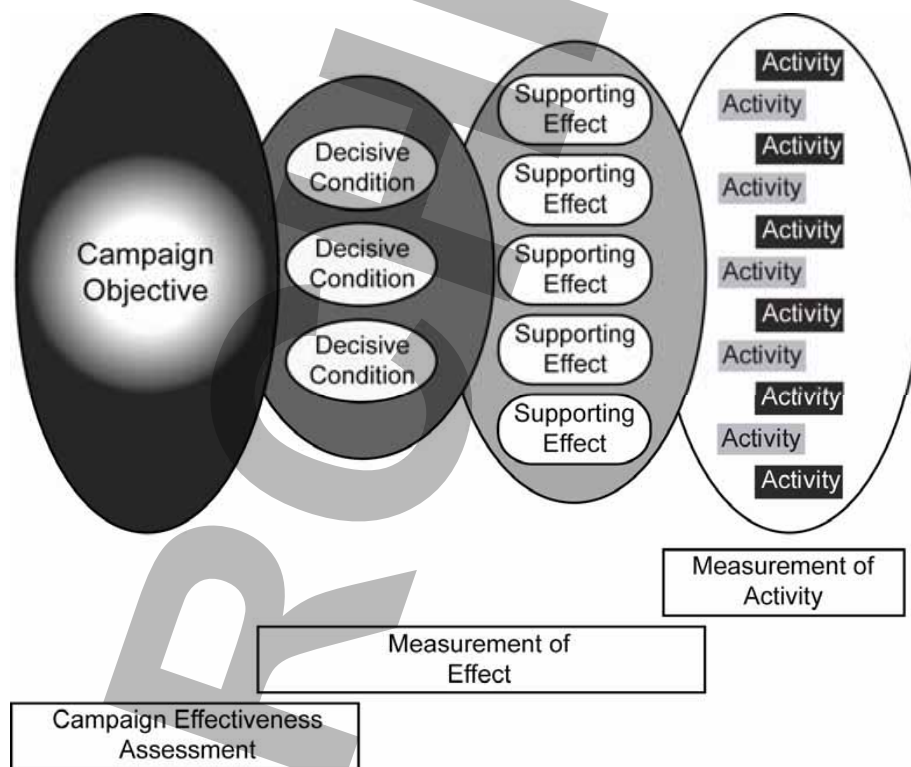 Campaign
Objective
Decisive
Condition
Decisive
Condition
Decisive
Condition
Supporting
Effect
Supporting
Effect
Supporting
Effect
Supporting
Effect
Supporting
Effect
Activity
Activity
Activity
Activity
Activity
Activity
Activity
Activity
Activity
Activity
Activity
Measurement of
Activity
Measurement of
Effect
Campaign Effectiveness
Assessment